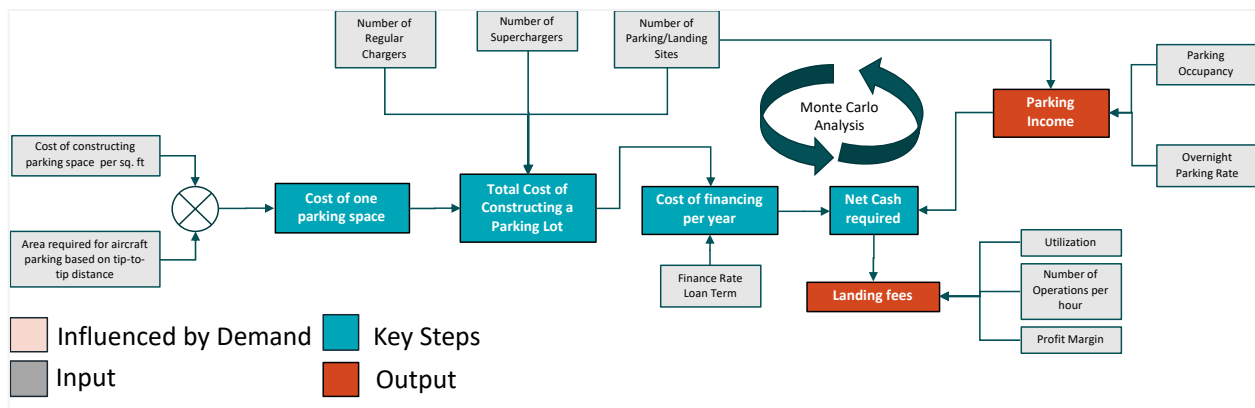 Number of
Regular
Chargers
Number of
Superchargers
Number of
Parking/Landing
Sites
Parking
Occupancy
Monte Carlo
Analysis
Parking
Income
Cost of constructing
parking space  per sq. ft
Overnight
Parking Rate
Cost of one
parking space
Total Cost of
Constructing a
Parking Lot
Cost of financing
per year
Net Cash
required
Area required for aircraft
parking based on tip-to-
tip distance
Finance Rate
Loan Term
Landing fees
Utilization
Number of
Operations per
hour
Profit Margin
Influenced by Demand
Key Steps
Input
Output